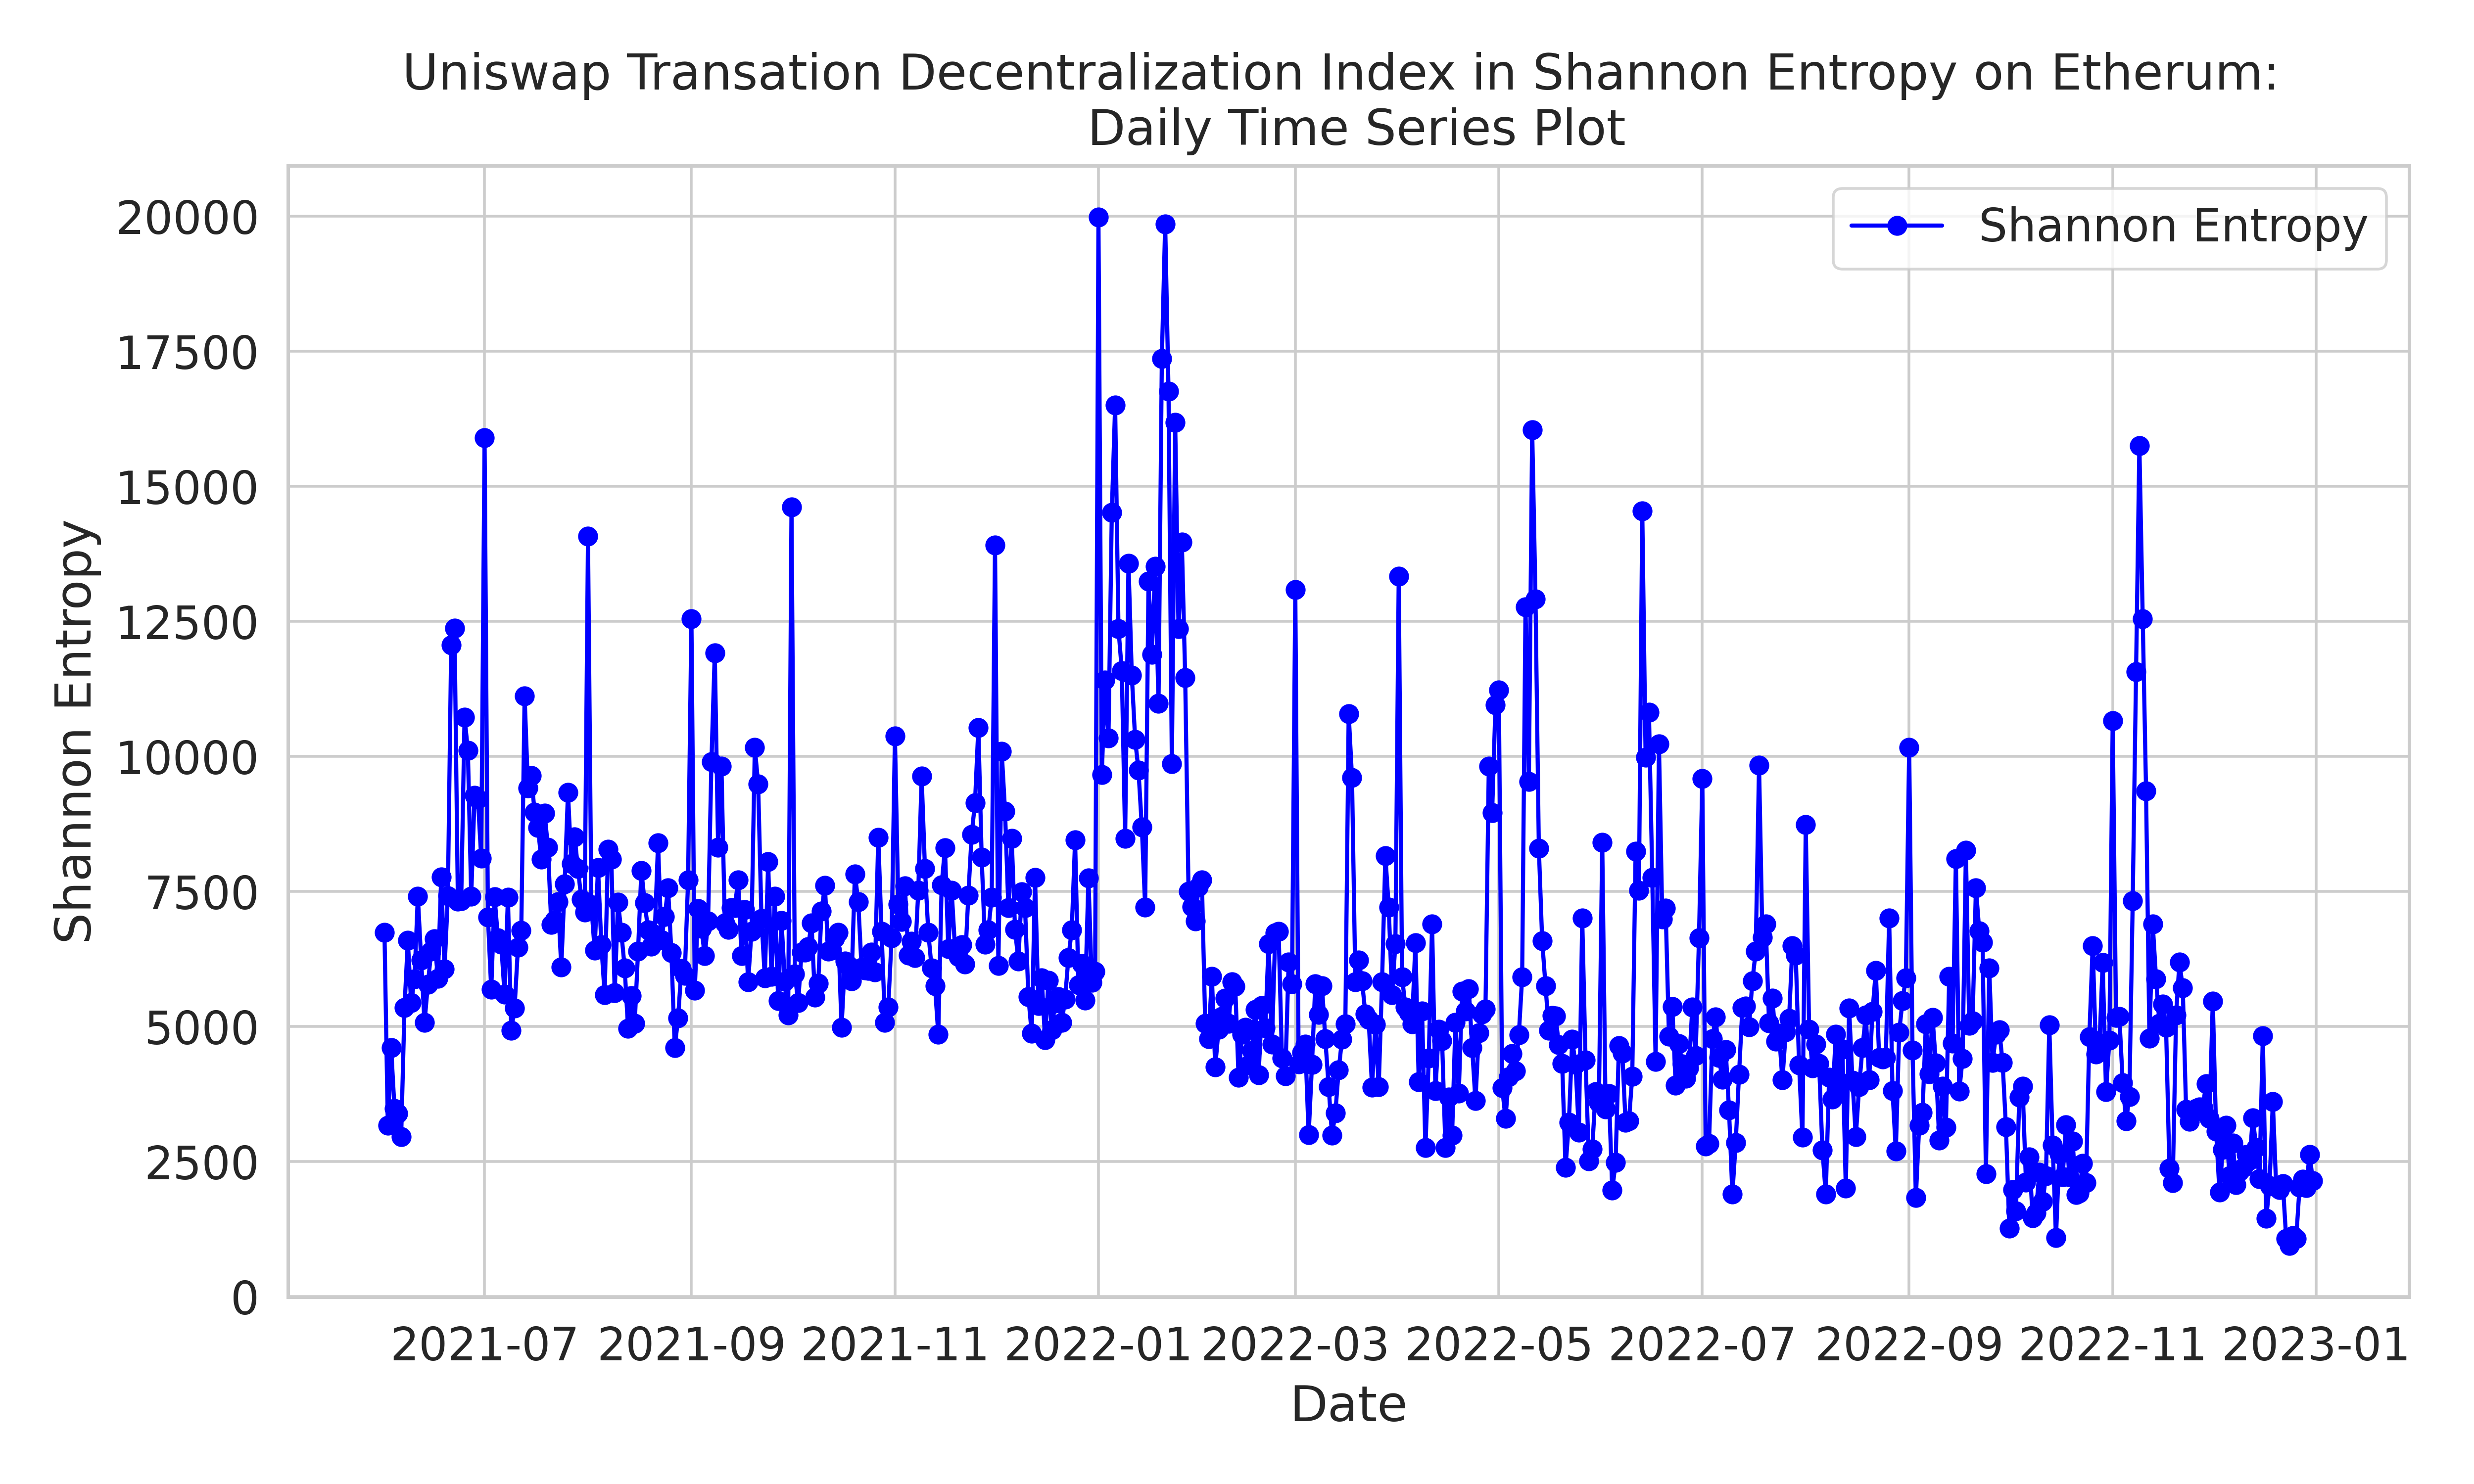 Uniswap Transation Decentralization Index in Shannon Entropy on Etherum:
Daily Time Series Plot
Shannon Entropy
20000
17500
15000
12500
10000
7500
5000
2500
0
Shannon Entropy
2021-07 2021-09 2021-11 2022-01 2022-03 2022-05 2022-07 2022-09 2022-11 2023-01
Date